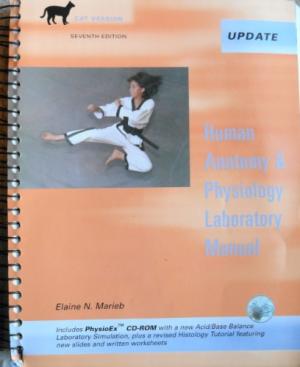 CAT VERSION
SEVENTH EDITION
UPDATE
Human
Anatomy &
Physiology
Laboratory
Manual
Elaine N. Marieb
Includes PhysioEx™ CD-ROM with a new Acid/Base Balance
Laboratory Simulation, plus a revised Histology Tutorial featuring
new slides and written worksheets